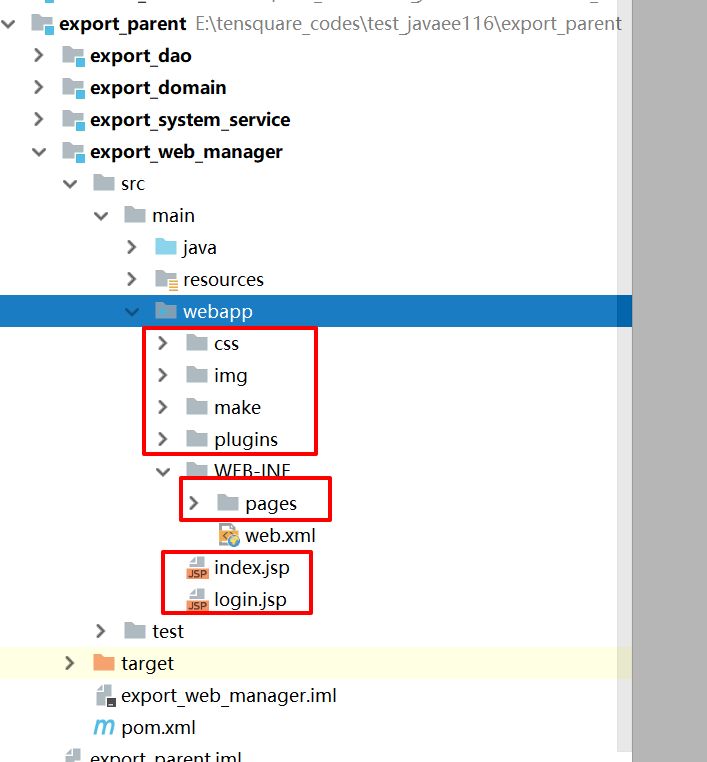 export_parent E:\tensquare_codes\test_javaee116\export_parent
export_dao
export_domain
export_system_service
export_web_manager
src
main
java
resources
webapp
css
img
make
plugins
WEB-INF
pages
web.xml
JSP index.jsp
JSP login.jsp
test
target
export_web_manager.iml
m pom.xml
export_parent.iml